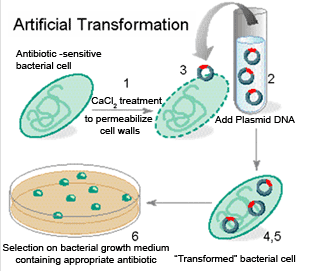 Artificial Transformation
Antibiotic -sensitive
bacterial cell
1
CaCl₂ treatment
to permeabilize
cell walls
3
2
Add Plasmid DNA
4,5
"Transformed" bacterial cell
6
Selection on bacterial growth medium
containing appropriate antibiotic